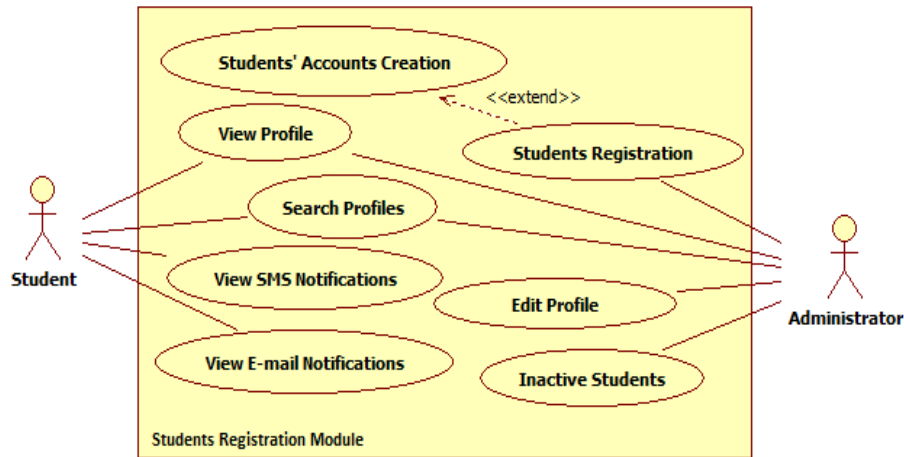 Students' Accounts Creation
<<extend>>
View Profile
Students Registration
Search Profiles
Student
View SMS Notifications
Edit Profile
Administrator
View E-mail Notifications
Inactive Students
Students Registration Module